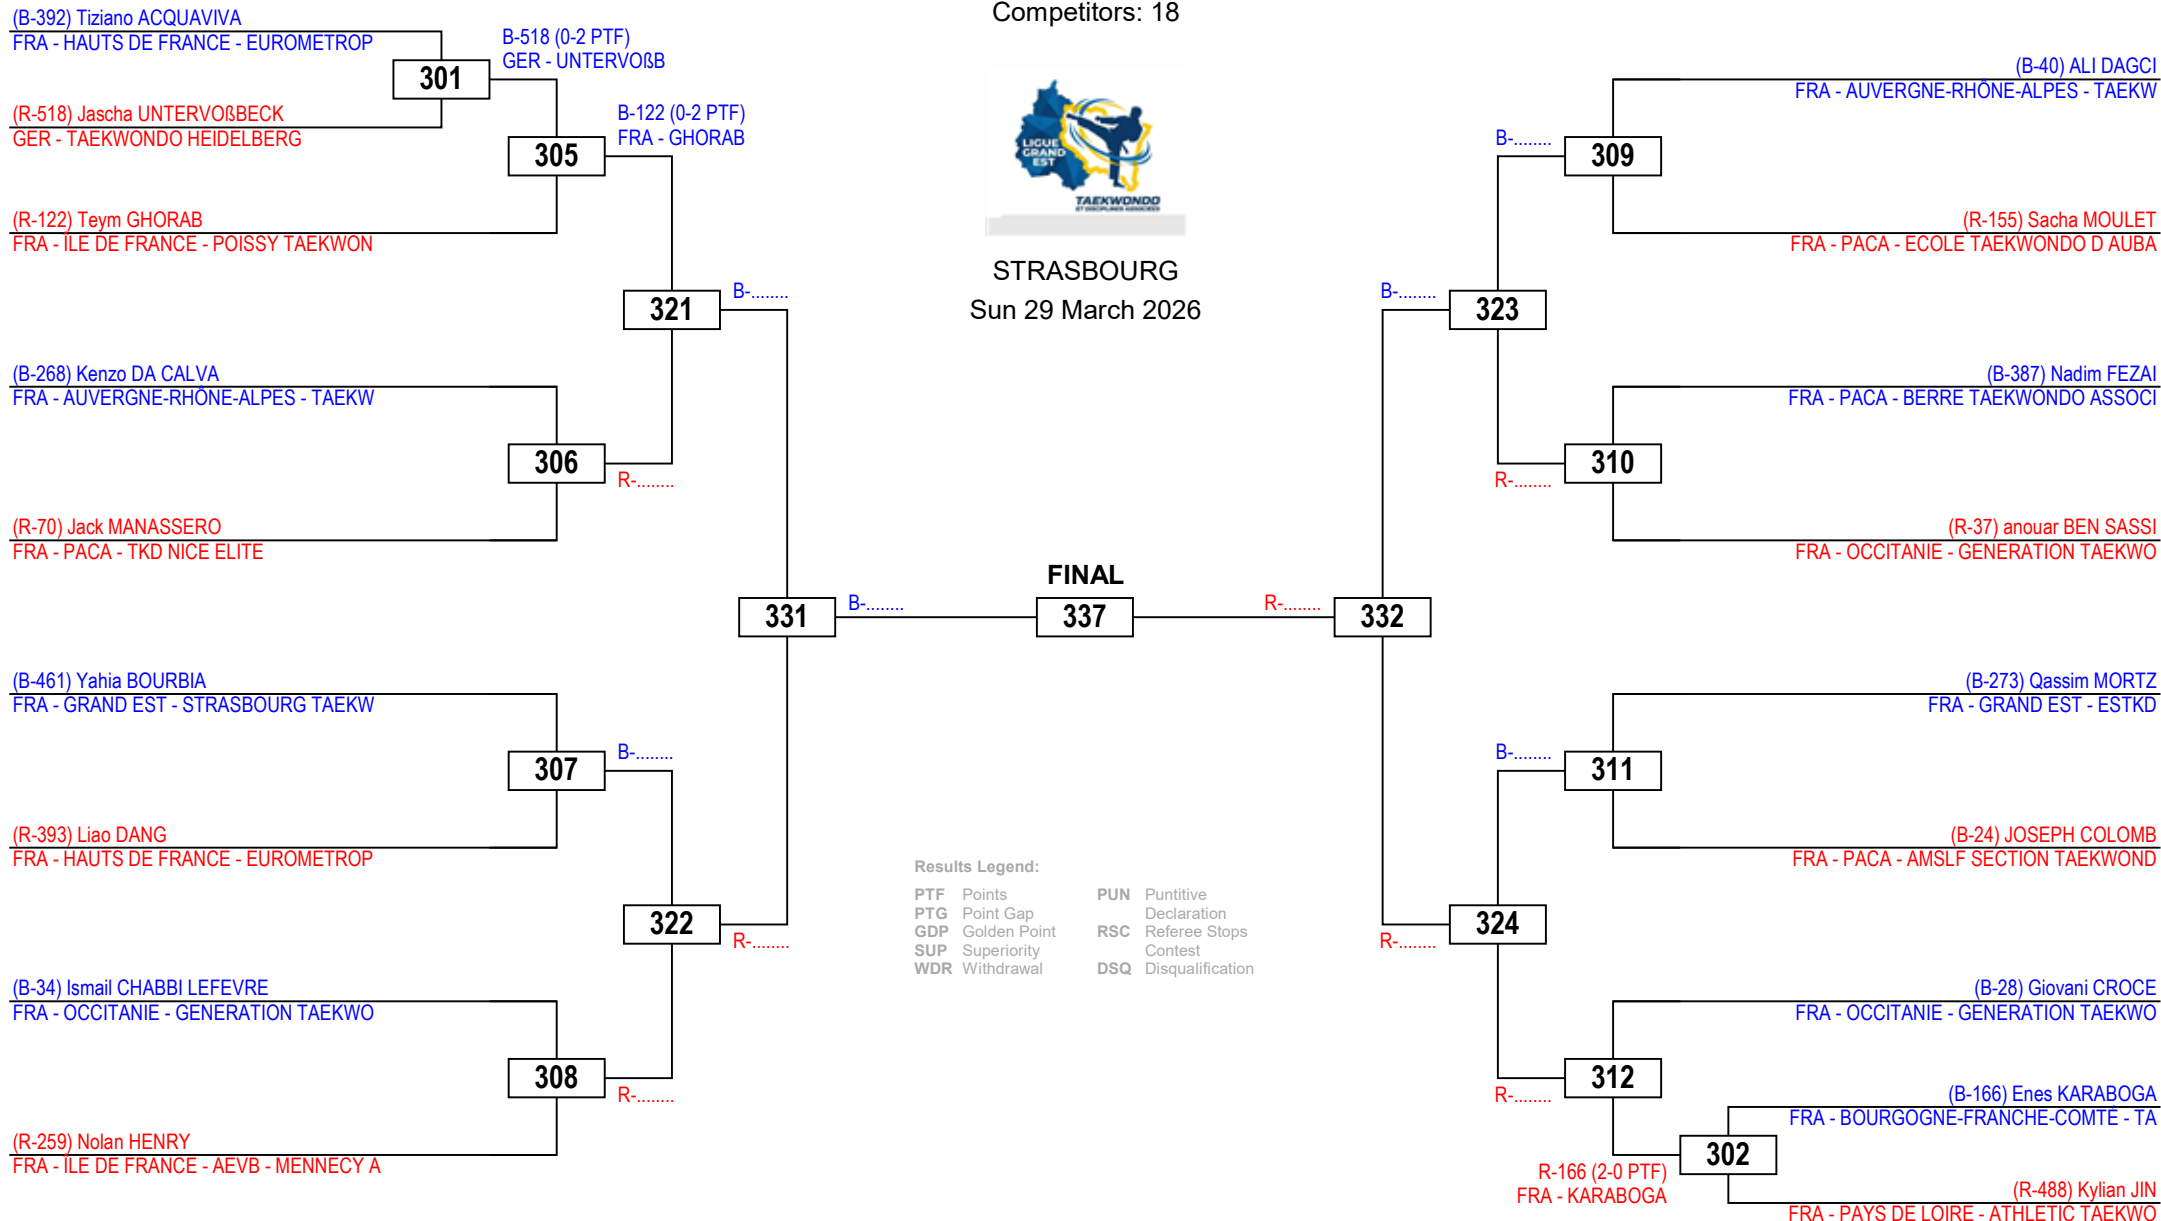 Competitors: 18
LIGUE
GRAND
EST
TAEKWONDO
ET DISCIPLINES ASSOCIÉES
STRASBOURG
Sun 29 March 2026
(B-392) Tiziano ACQUAVIVA
FRA - HAUTS DE FRANCE - EUROMETROP
301
(R-518) Jascha UNTERVOßBECK
GER - TAEKWONDO HEIDELBERG
B-518 (0-2 PTF)
GER - UNTERVOßB
305
B-122 (0-2 PTF)
FRA - GHORAB
(R-122) Teym GHORAB
FRA - ÎLE DE FRANCE - POISSY TAEKWON
321
B-........
(B-268) Kenzo DA CALVA
FRA - AUVERGNE-RHÔNE-ALPES - TAEKW
306
R-........
(R-70) Jack MANASSERO
FRA - PACA - TKD NICE ELITE
331
B-........
(B-461) Yahia BOURBIA
FRA - GRAND EST - STRASBOURG TAEKW
307
B-........
(R-393) Liao DANG
FRA - HAUTS DE FRANCE - EUROMETROP
322
R-........
(B-34) Ismail CHABBI LEFEVRE
FRA - OCCITANIE - GENERATION TAEKWO
308
R-........
(R-259) Nolan HENRY
FRA - ÎLE DE FRANCE - AEVB - MENNECY A
FINAL
337
Results Legend:
PTF Points
PTG Point Gap
GDP Golden Point
SUP Superiority
WDR Withdrawal
PUN Puntitive
Declaration
RSC Referee Stops
Contest
DSQ Disqualification
(B-40) ALI DAGCI
FRA - AUVERGNE-RHÔNE-ALPES - TAEKW
B-........
309
(R-155) Sacha MOULET
FRA - PACA - ECOLE TAEKWONDO D AUBA
B-........
323
(B-387) Nadim FEZAI
FRA - PACA - BERRE TAEKWONDO ASSOCI
310
R-........
(R-37) anouar BEN SASSI
FRA - OCCITANIE - GENERATION TAEKWO
R-........
332
(B-273) Qassim MORTZ
FRA - GRAND EST - ESTKD
B-........
311
(B-24) JOSEPH COLOMB
FRA - PACA - AMSLF SECTION TAEKWOND
324
R-........
(B-28) Giovani CROCE
FRA - OCCITANIE - GENERATION TAEKWO
312
R-........
(B-166) Enes KARABOGA
FRA - BOURGOGNE-FRANCHE-COMTÉ - TA
302
R-166 (2-0 PTF)
FRA - KARABOGA
(R-488) Kylian JIN
FRA - PAYS DE LOIRE - ATHLETIC TAEKWO